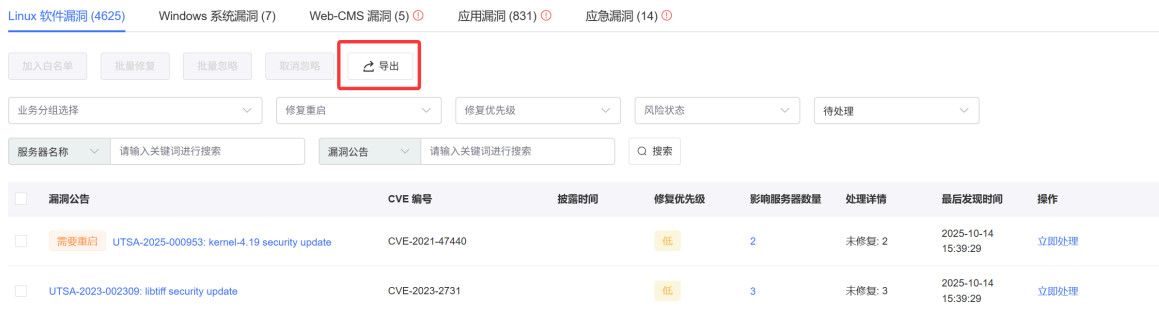 Linux 软件漏洞 (4625) Windows 系统漏洞 (7) Web-CMS 漏洞 (5) 应用漏洞 (831) 应急漏洞 (14)
加入白名单 批量修复 批量忽略 取消忽略 导出
业务分组选择 修复重启 修复优先级 风险状态 待处理
服务器名称 请输入关键词进行搜索 漏洞公告 请输入关键词进行搜索 搜索
漏洞公告 CVE 编号 披露时间 修复优先级 影响服务器数量 处理详情 最后发现时间 操作
需要重启 UTSA-2025-000953: kernel-4.19 security update CVE-2021-47440 低 2 未修复: 2 2025-10-14 15:39:29 立即处理
UTSA-2023-002309: libtiff security update CVE-2023-2731 低 3 未修复: 3 2025-10-14 15:39:29 立即处理